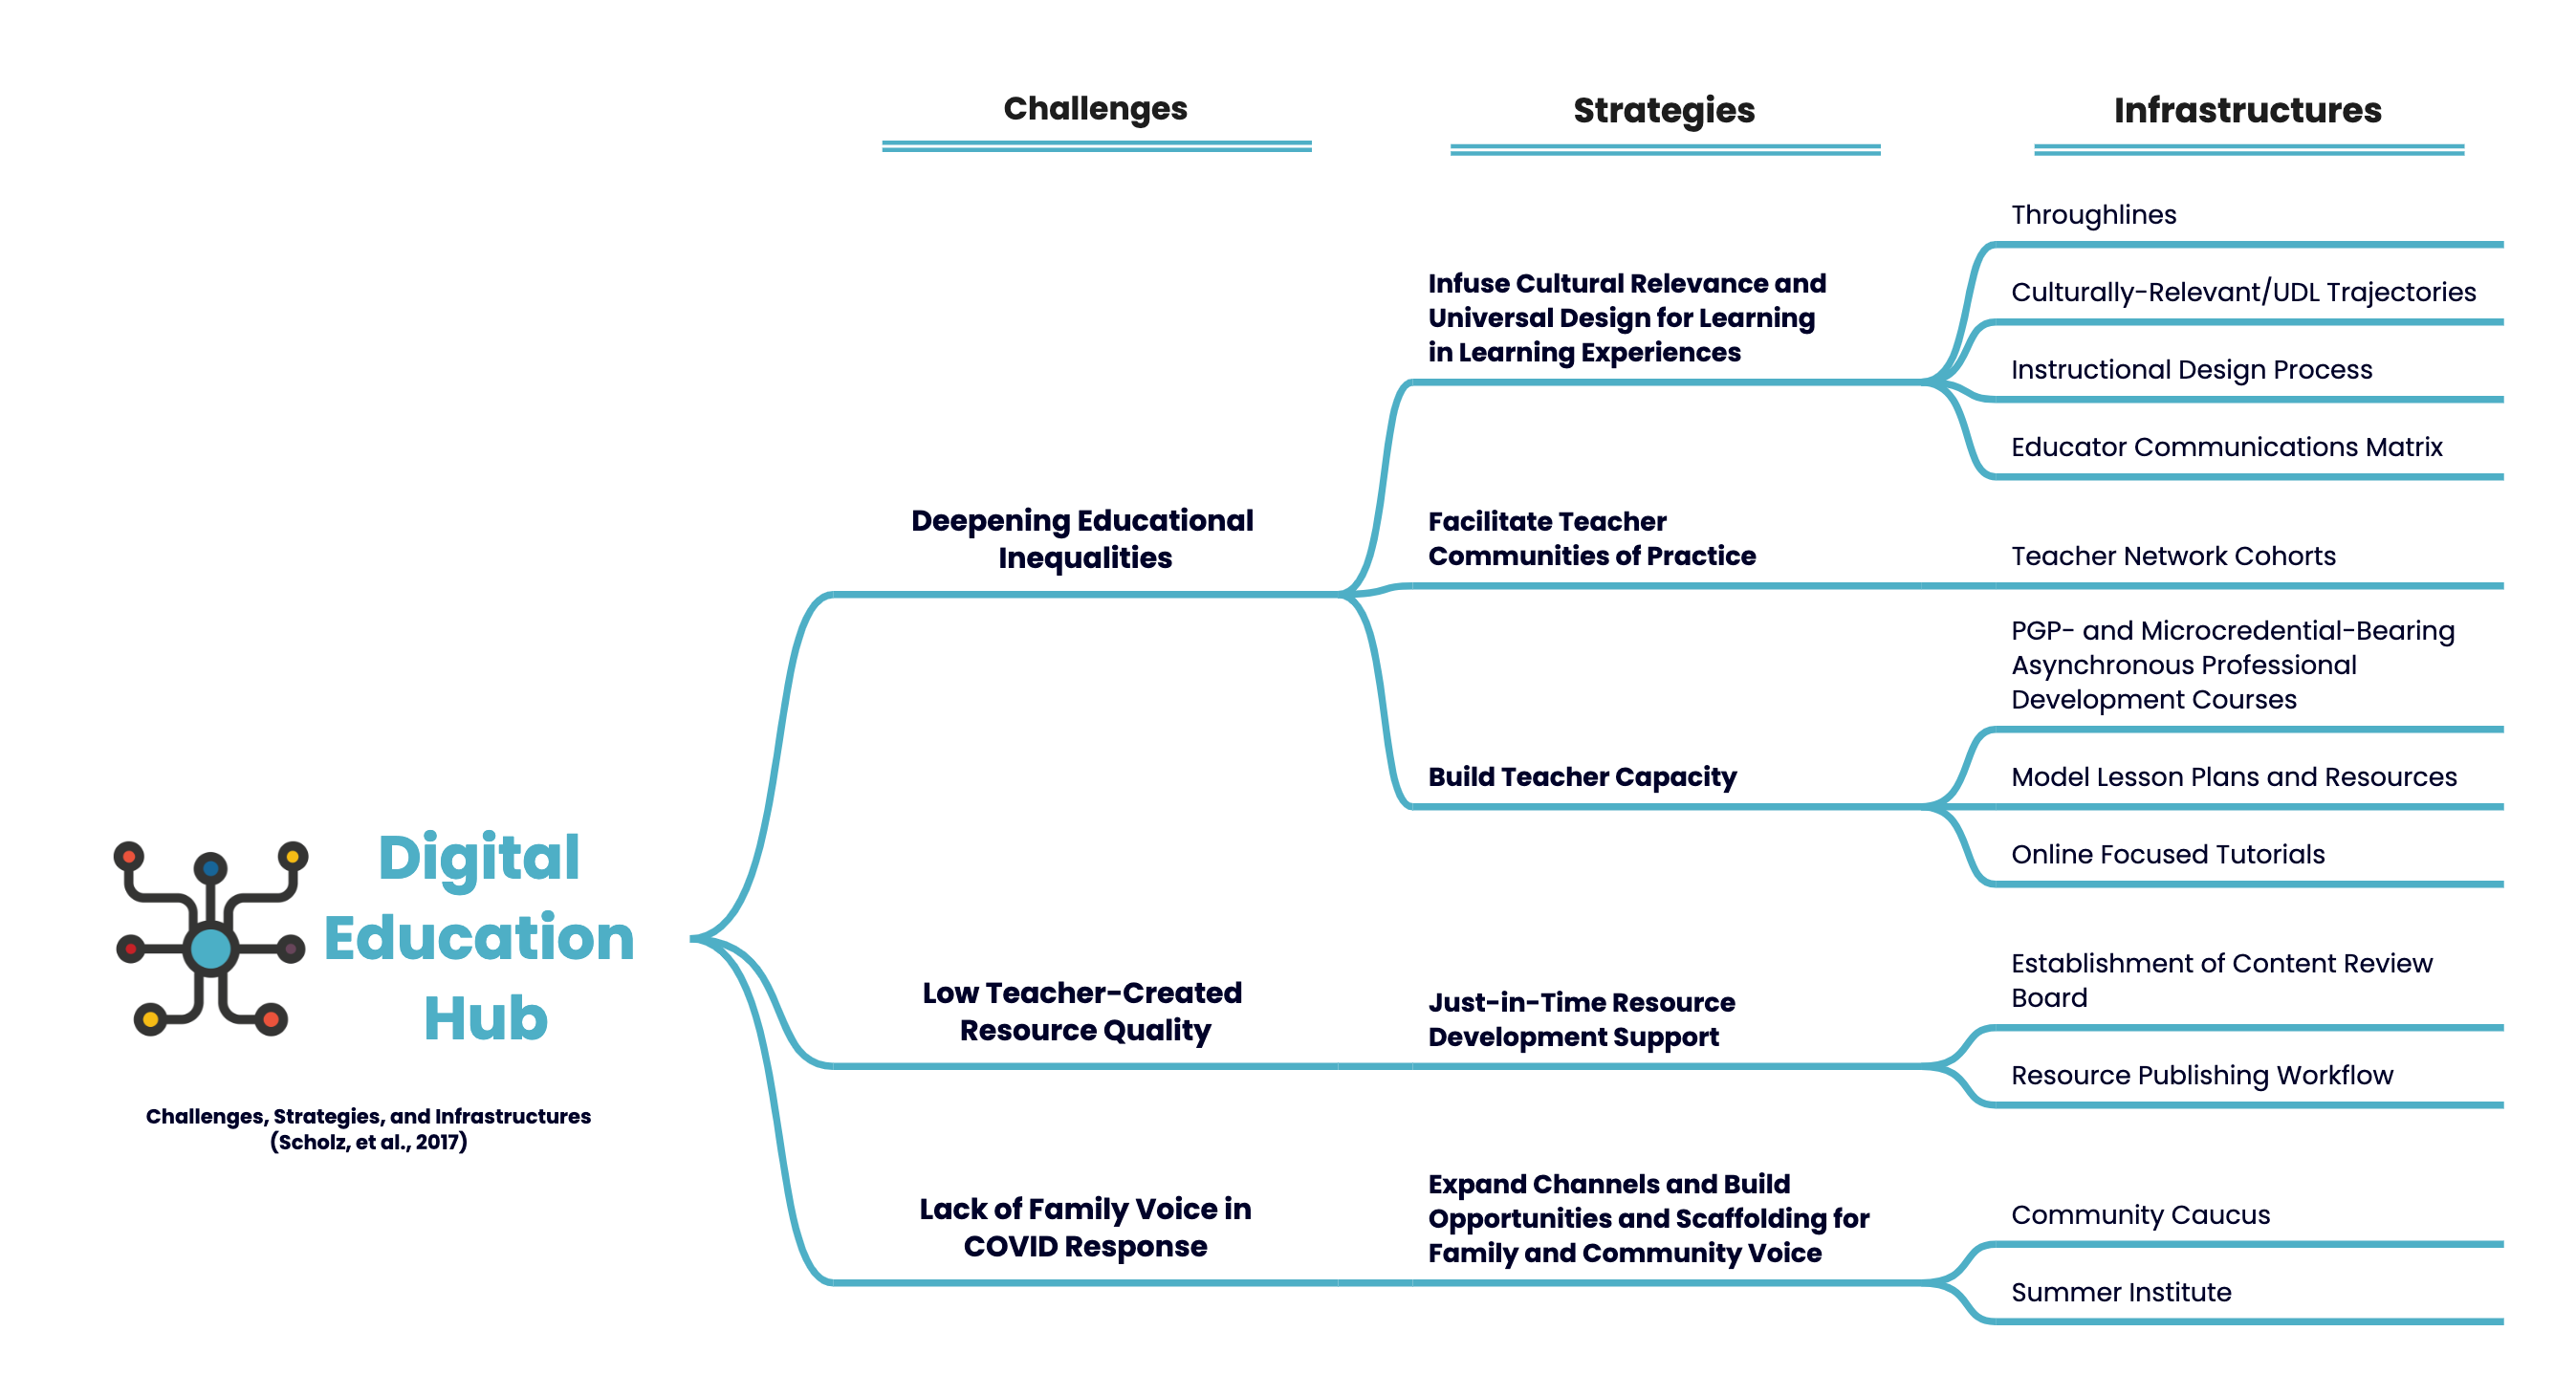 Challenges
Strategies
Infrastructures
Digital
Education
Hub
Challenges, Strategies, and Infrastructures
(Scholz, et al., 2017)
Deepening Educational
Inequalities
Infuse Cultural Relevance and
Universal Design for Learning
in Learning Experiences
Throughlines
Culturally-Relevant/UDL Trajectories
Instructional Design Process
Educator Communications Matrix
Facilitate Teacher
Communities of Practice
Teacher Network Cohorts
Build Teacher Capacity
PGP- and Microcredential-Bearing
Asynchronous Professional
Development Courses
Model Lesson Plans and Resources
Online Focused Tutorials
Low Teacher-Created
Resource Quality
Just-in-Time Resource
Development Support
Establishment of Content Review
Board
Resource Publishing Workflow
Lack of Family Voice in
COVID Response
Expand Channels and Build
Opportunities and Scaffolding for
Family and Community Voice
Community Caucus
Summer Institute